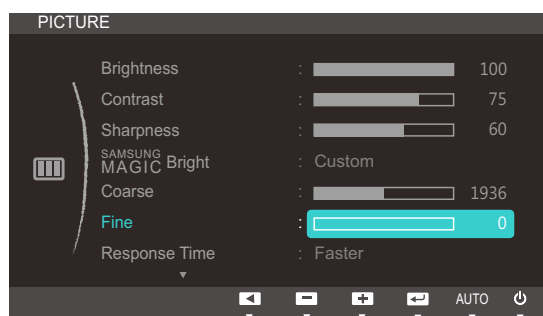 PICTURE
Brightness : 100
Contrast : 75
Sharpness : 60
SAMSUNG
MAGIC Bright : Custom
Coarse : 1936
Fine : 0
Response Time : Faster
AUTO